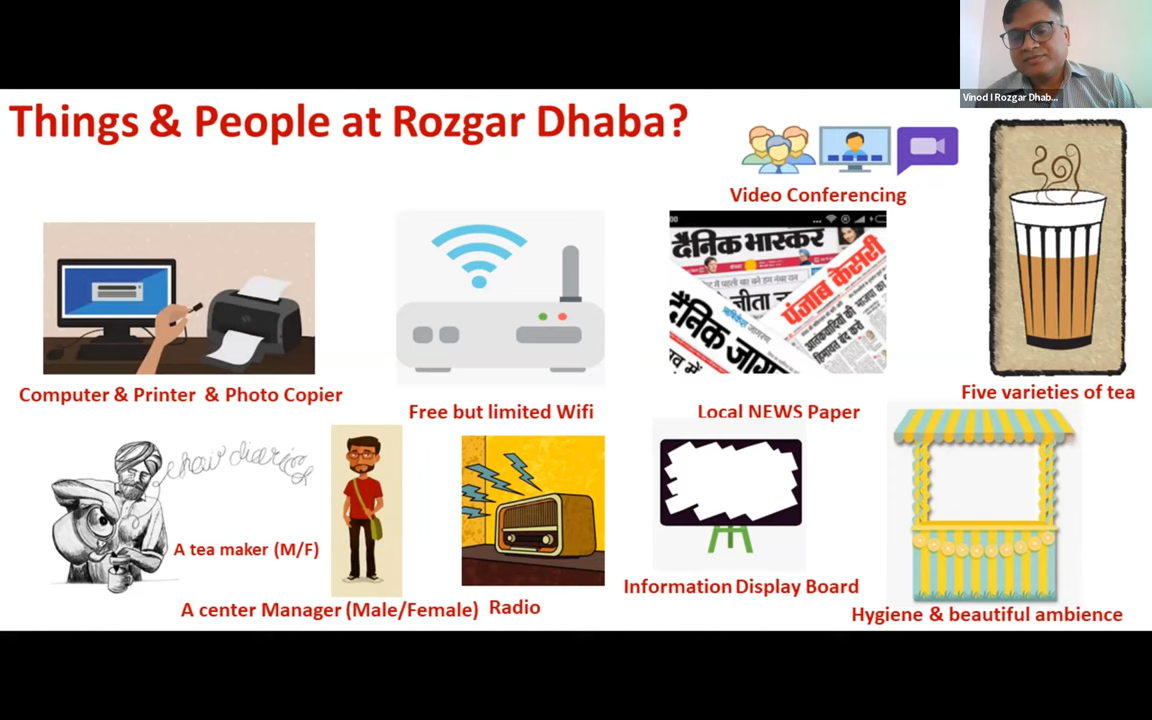 Vinod I Rozgar Dhab...
Things & People at Rozgar Dhaba?
Video Conferencing
दैनिक भास्कर
पंजाब केसरी
दैनिक जाग
Computer & Printer & Photo Copier
Free but limited Wifi
Local NEWS Paper
Five varieties of tea
chaw diaries
A tea maker (M/F)
A center Manager (Male/Female)
Radio
Information Display Board
Hygiene & beautiful ambience